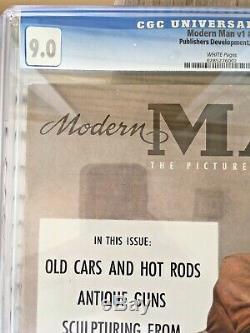 CGC UNIVERSAL
9.0
Modern Man v1 #
Publishers Development,
WHITE Pages
6285276002
Modern MA
THE PICTURE
IN THIS ISSUE:
OLD CARS AND HOT RODS
ANTIQUE GUNS
SCULPTURING FROM